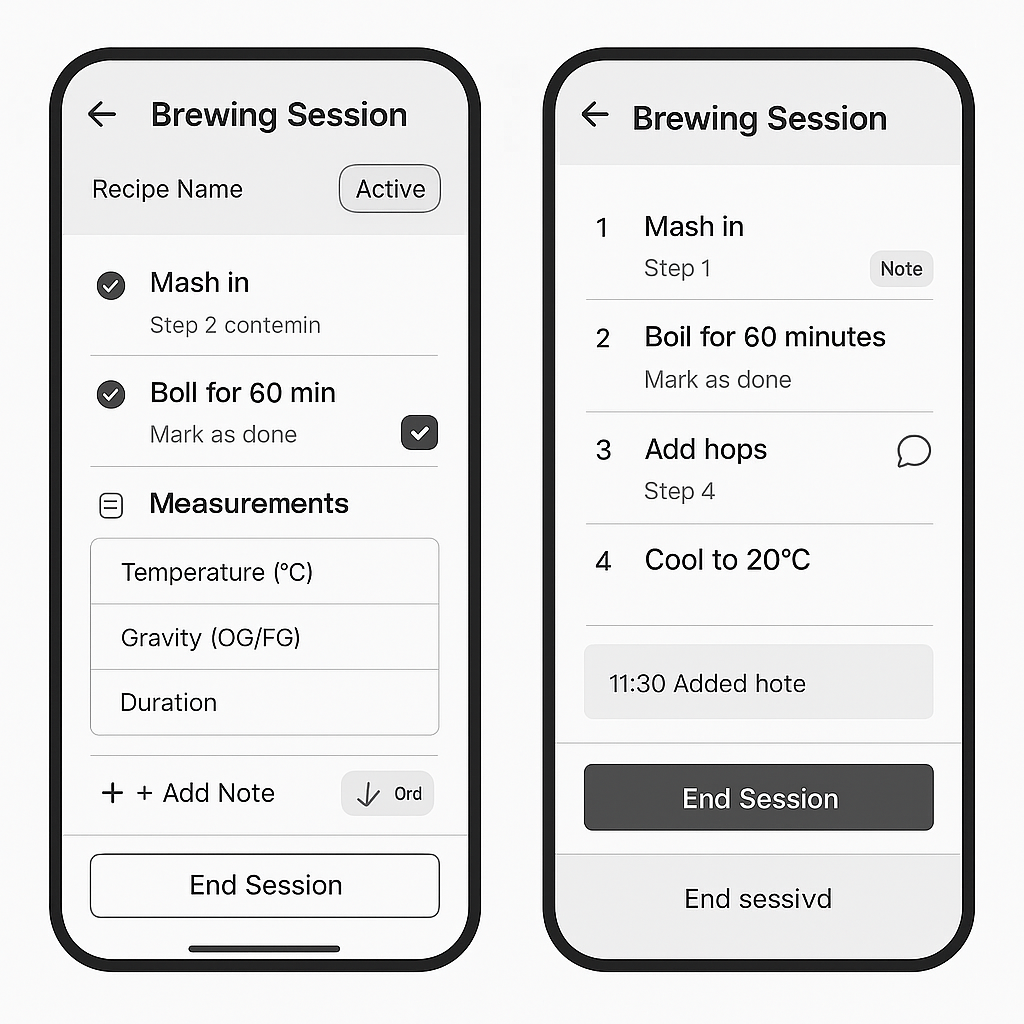 Brewing Session
Recipe Name
Active
Mash in
Step 2 contemin
Boll for 60 min
Mark as done
Measurements
Temperature (°C)
Gravity (OG/FG)
Duration
+ + Add Note
Ord
End Session
Brewing Session
1 Mash in
Step 1
Note
2 Boil for 60 minutes
Mark as done
3 Add hops
Step 4
4 Cool to 20°C
11:30 Added hote
End Session
End sessivd